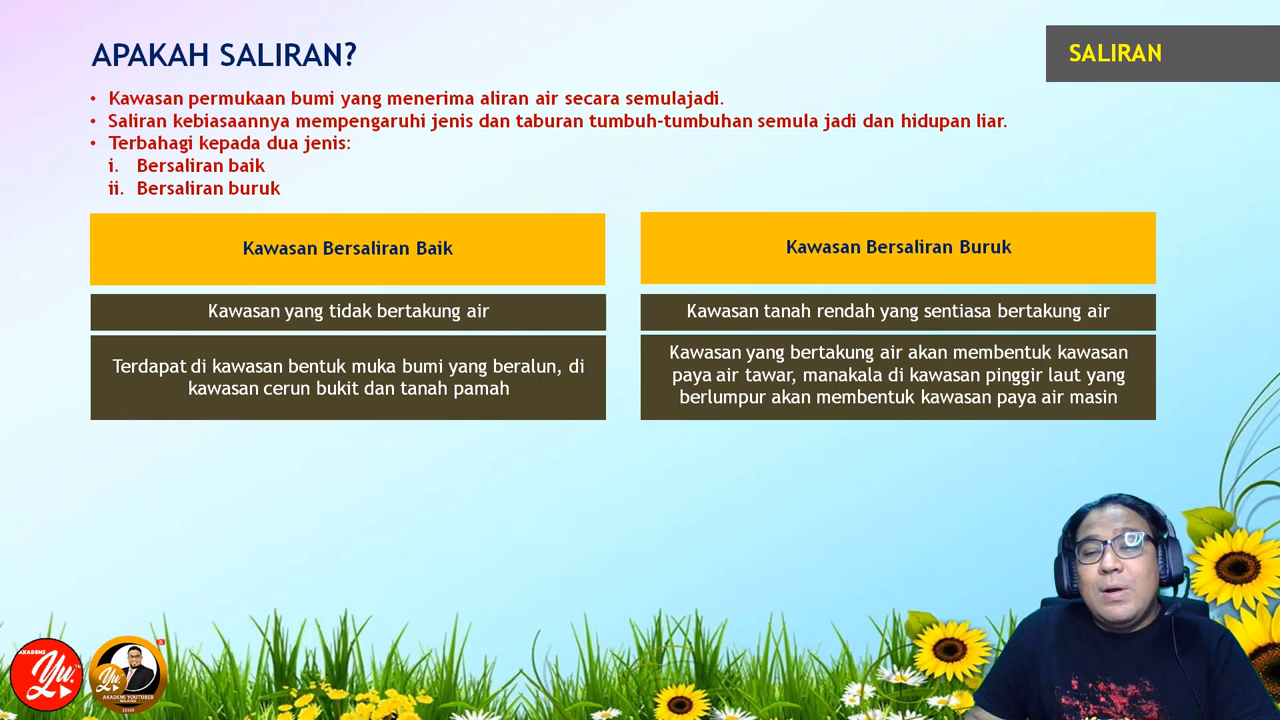 APAKAH SALIRAN?
SALIRAN
• Kawasan permukaan bumi yang menerima aliran air secara semulajadi.
• Saliran kebiasaannya mempengaruhi jenis dan taburan tumbuh-tumbuhan semula jadi dan hidupan liar.
• Terbahagi kepada dua jenis:
i. Bersaliran baik
ii. Bersaliran buruk
Kawasan Bersaliran Baik
Kawasan yang tidak bertakung air
Terdapat di kawasan bentuk muka bumi yang beralun, di
kawasan cerun bukit dan tanah pamah
Kawasan Bersaliran Buruk
Kawasan tanah rendah yang sentiasa bertakung air
Kawasan yang bertakung air akan membentuk kawasan
paya air tawar, manakala di kawasan pinggir laut yang
berlumpur akan membentuk kawasan paya air masin
AKADEMI
Yu.
AKADEMI YOUTUBER